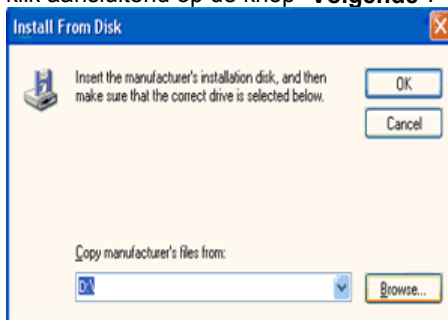 klik aansluitend op de knop "Volgende".
Install From Disk
Insert the manufacturer's installation disk, and then
make sure that the correct drive is selected below.
OK
Cancel
Copy manufacturer's files from:
D:\
Browse...